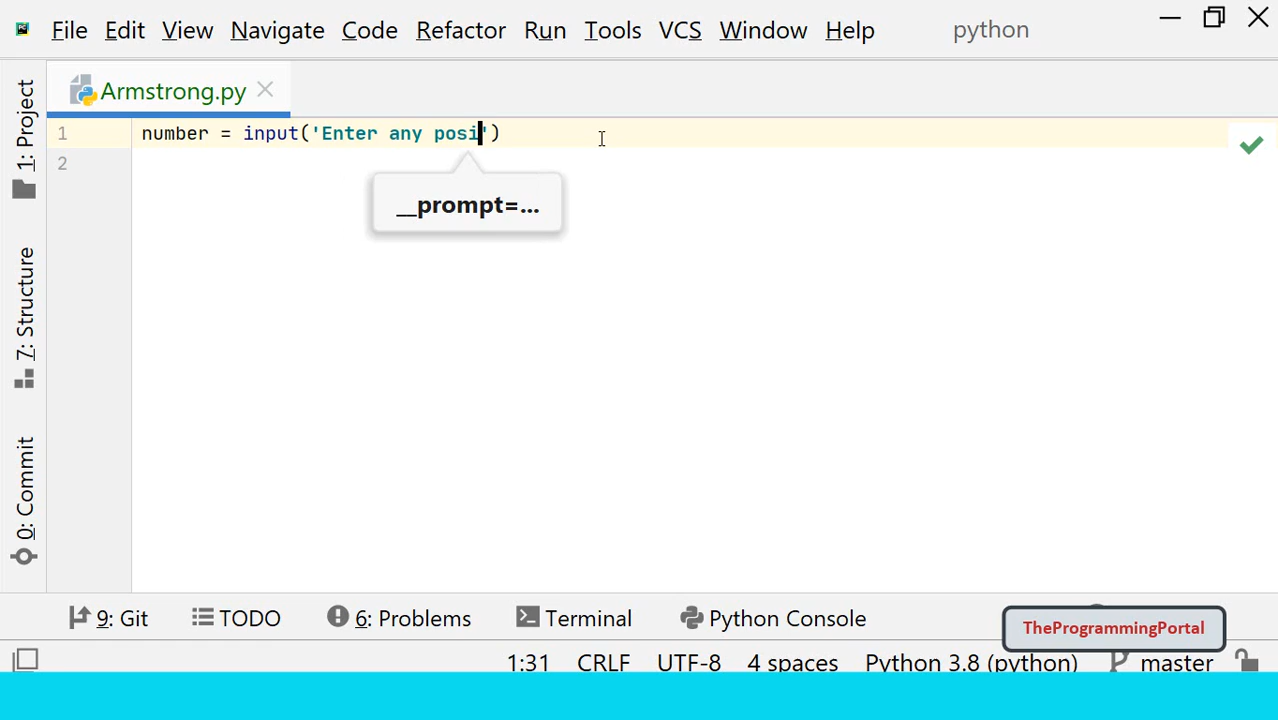 File Edit View Navigate Code Refactor Run Tools VCS Window Help python
Armstrong.py
1: Project
7: Structure
0: Commit
1 number = input('Enter any posi')
2
__prompt=...
9: Git TODO 6: Problems Terminal Python Console
TheProgrammingPortal
1:31 CRLF UTF-8 4 spaces Python 3.8 (python) master